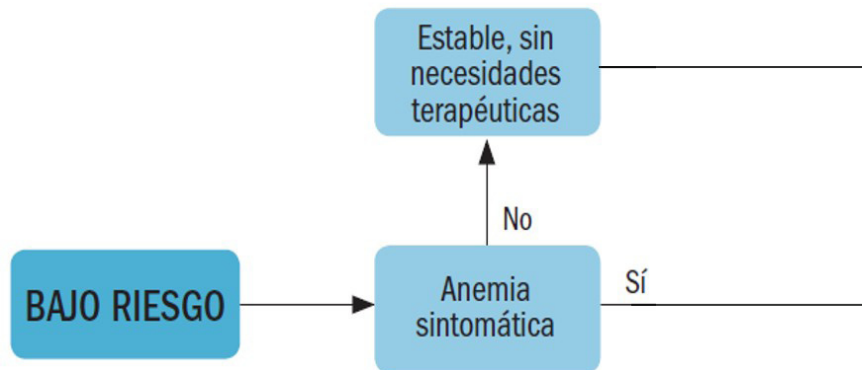 Estable, sin
necesidades
terapéuticas
No
BAJO RIESGO
Anemia
sintomática
Sí